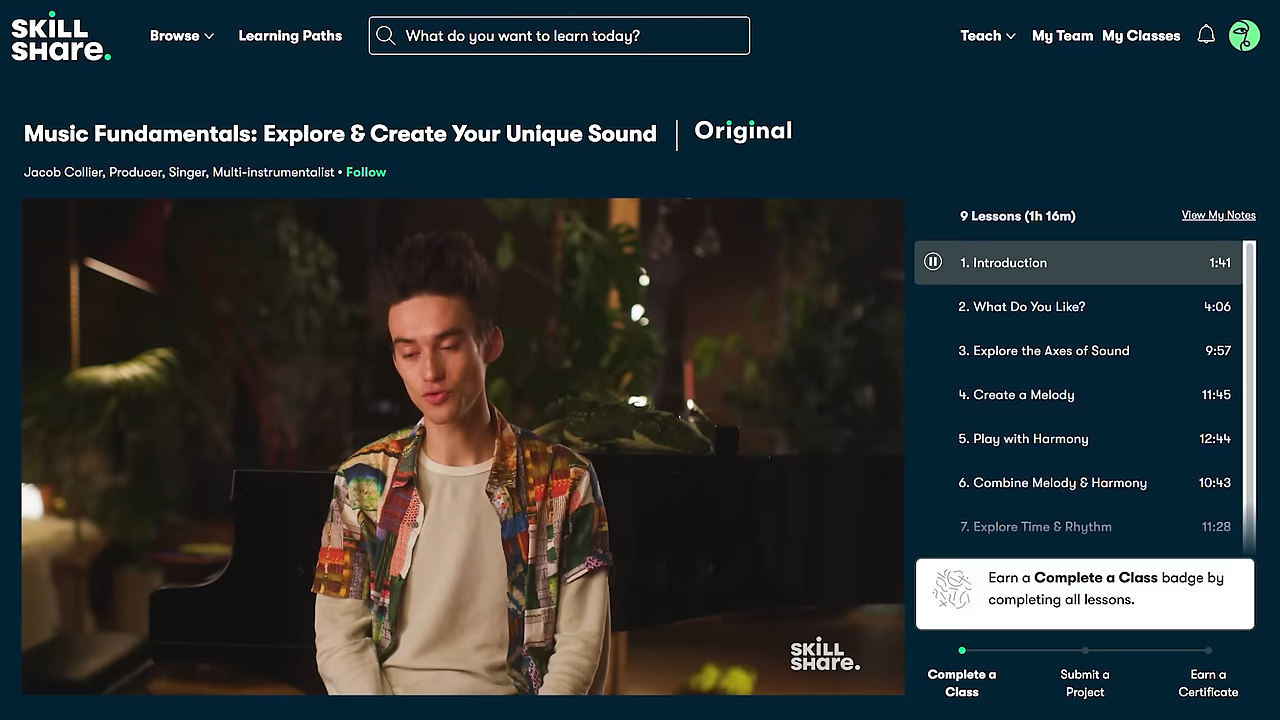 SKILL
SHARE.
Browse
Learning Paths
What do you want to learn today?
Teach
My Team
My Classes
Music Fundamentals: Explore & Create Your Unique Sound | Original
Jacob Collier, Producer, Singer, Multi-instrumentalist • Follow
9 Lessons (1h 16m)
View My Notes
1. Introduction 1:41
2. What Do You Like? 4:06
3. Explore the Axes of Sound 9:57
4. Create a Melody 11:45
5. Play with Harmony 12:44
6. Combine Melody & Harmony 10:43
7. Explore Time & Rhythm 11:28
Earn a Complete a Class badge by
completing all lessons.
SKILL
SHARE.
Complete a
Class
Submit a
Project
Earn a
Certificate